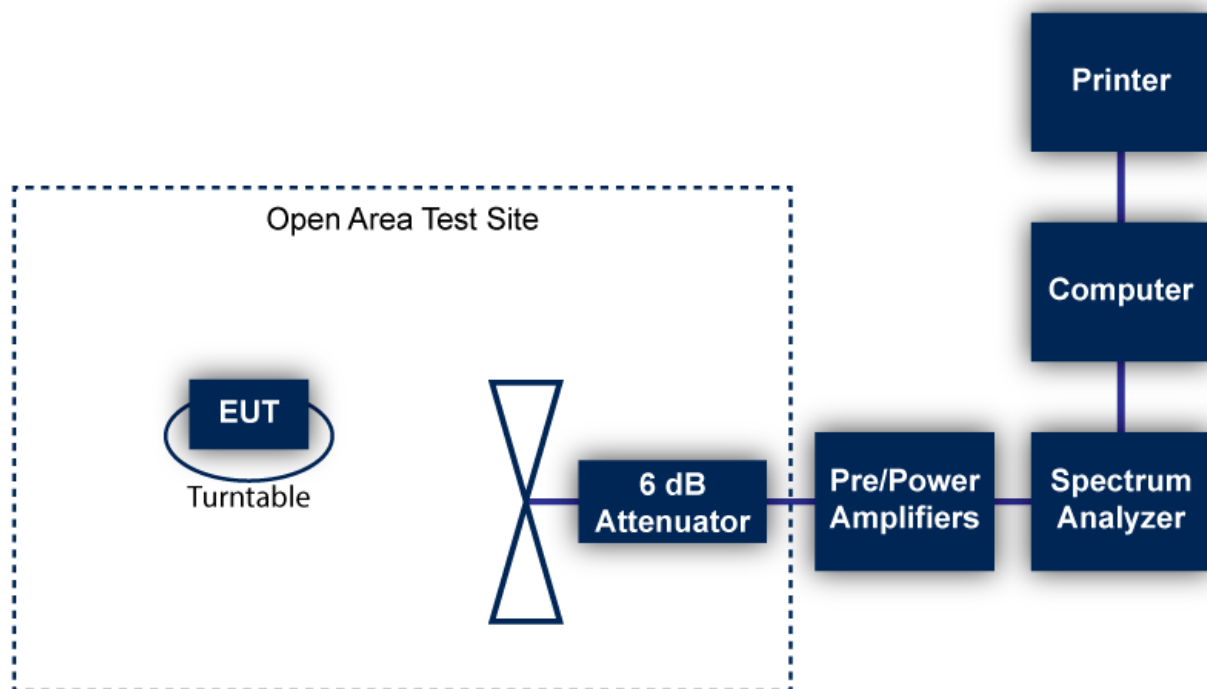 Printer
Open Area Test Site
Computer
EUT
Turntable
6 dB
Attenuator
Pre/Power
Amplifiers
Spectrum
Analyzer